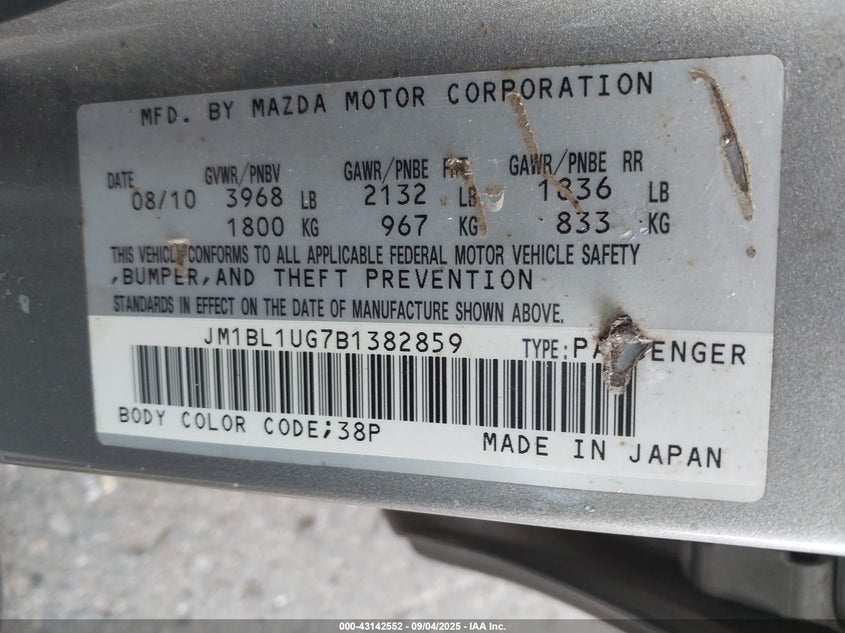 MFD. BY MAZDA MOTOR CORPORATION
DATE GVWR/PNBV GAWR/PNBE FRT GAWR/PNBE RR
08/10 3968 LB 2132 LB 1836 LB
1800 KG 967 KG 833 KG
THIS VEHICLE CONFORMS TO ALL APPLICABLE FEDERAL MOTOR VEHICLE SAFETY
,BUMPER,AND THEFT PREVENTION
STANDARDS IN EFFECT ON THE DATE OF MANUFACTURE SHOWN ABOVE.
JM1BL1UG7B1382859 TYPE:PASSENGER
BODY COLOR CODE;38P MADE IN JAPAN
000-43142552 | 09/04/2025 | IAA Inc.